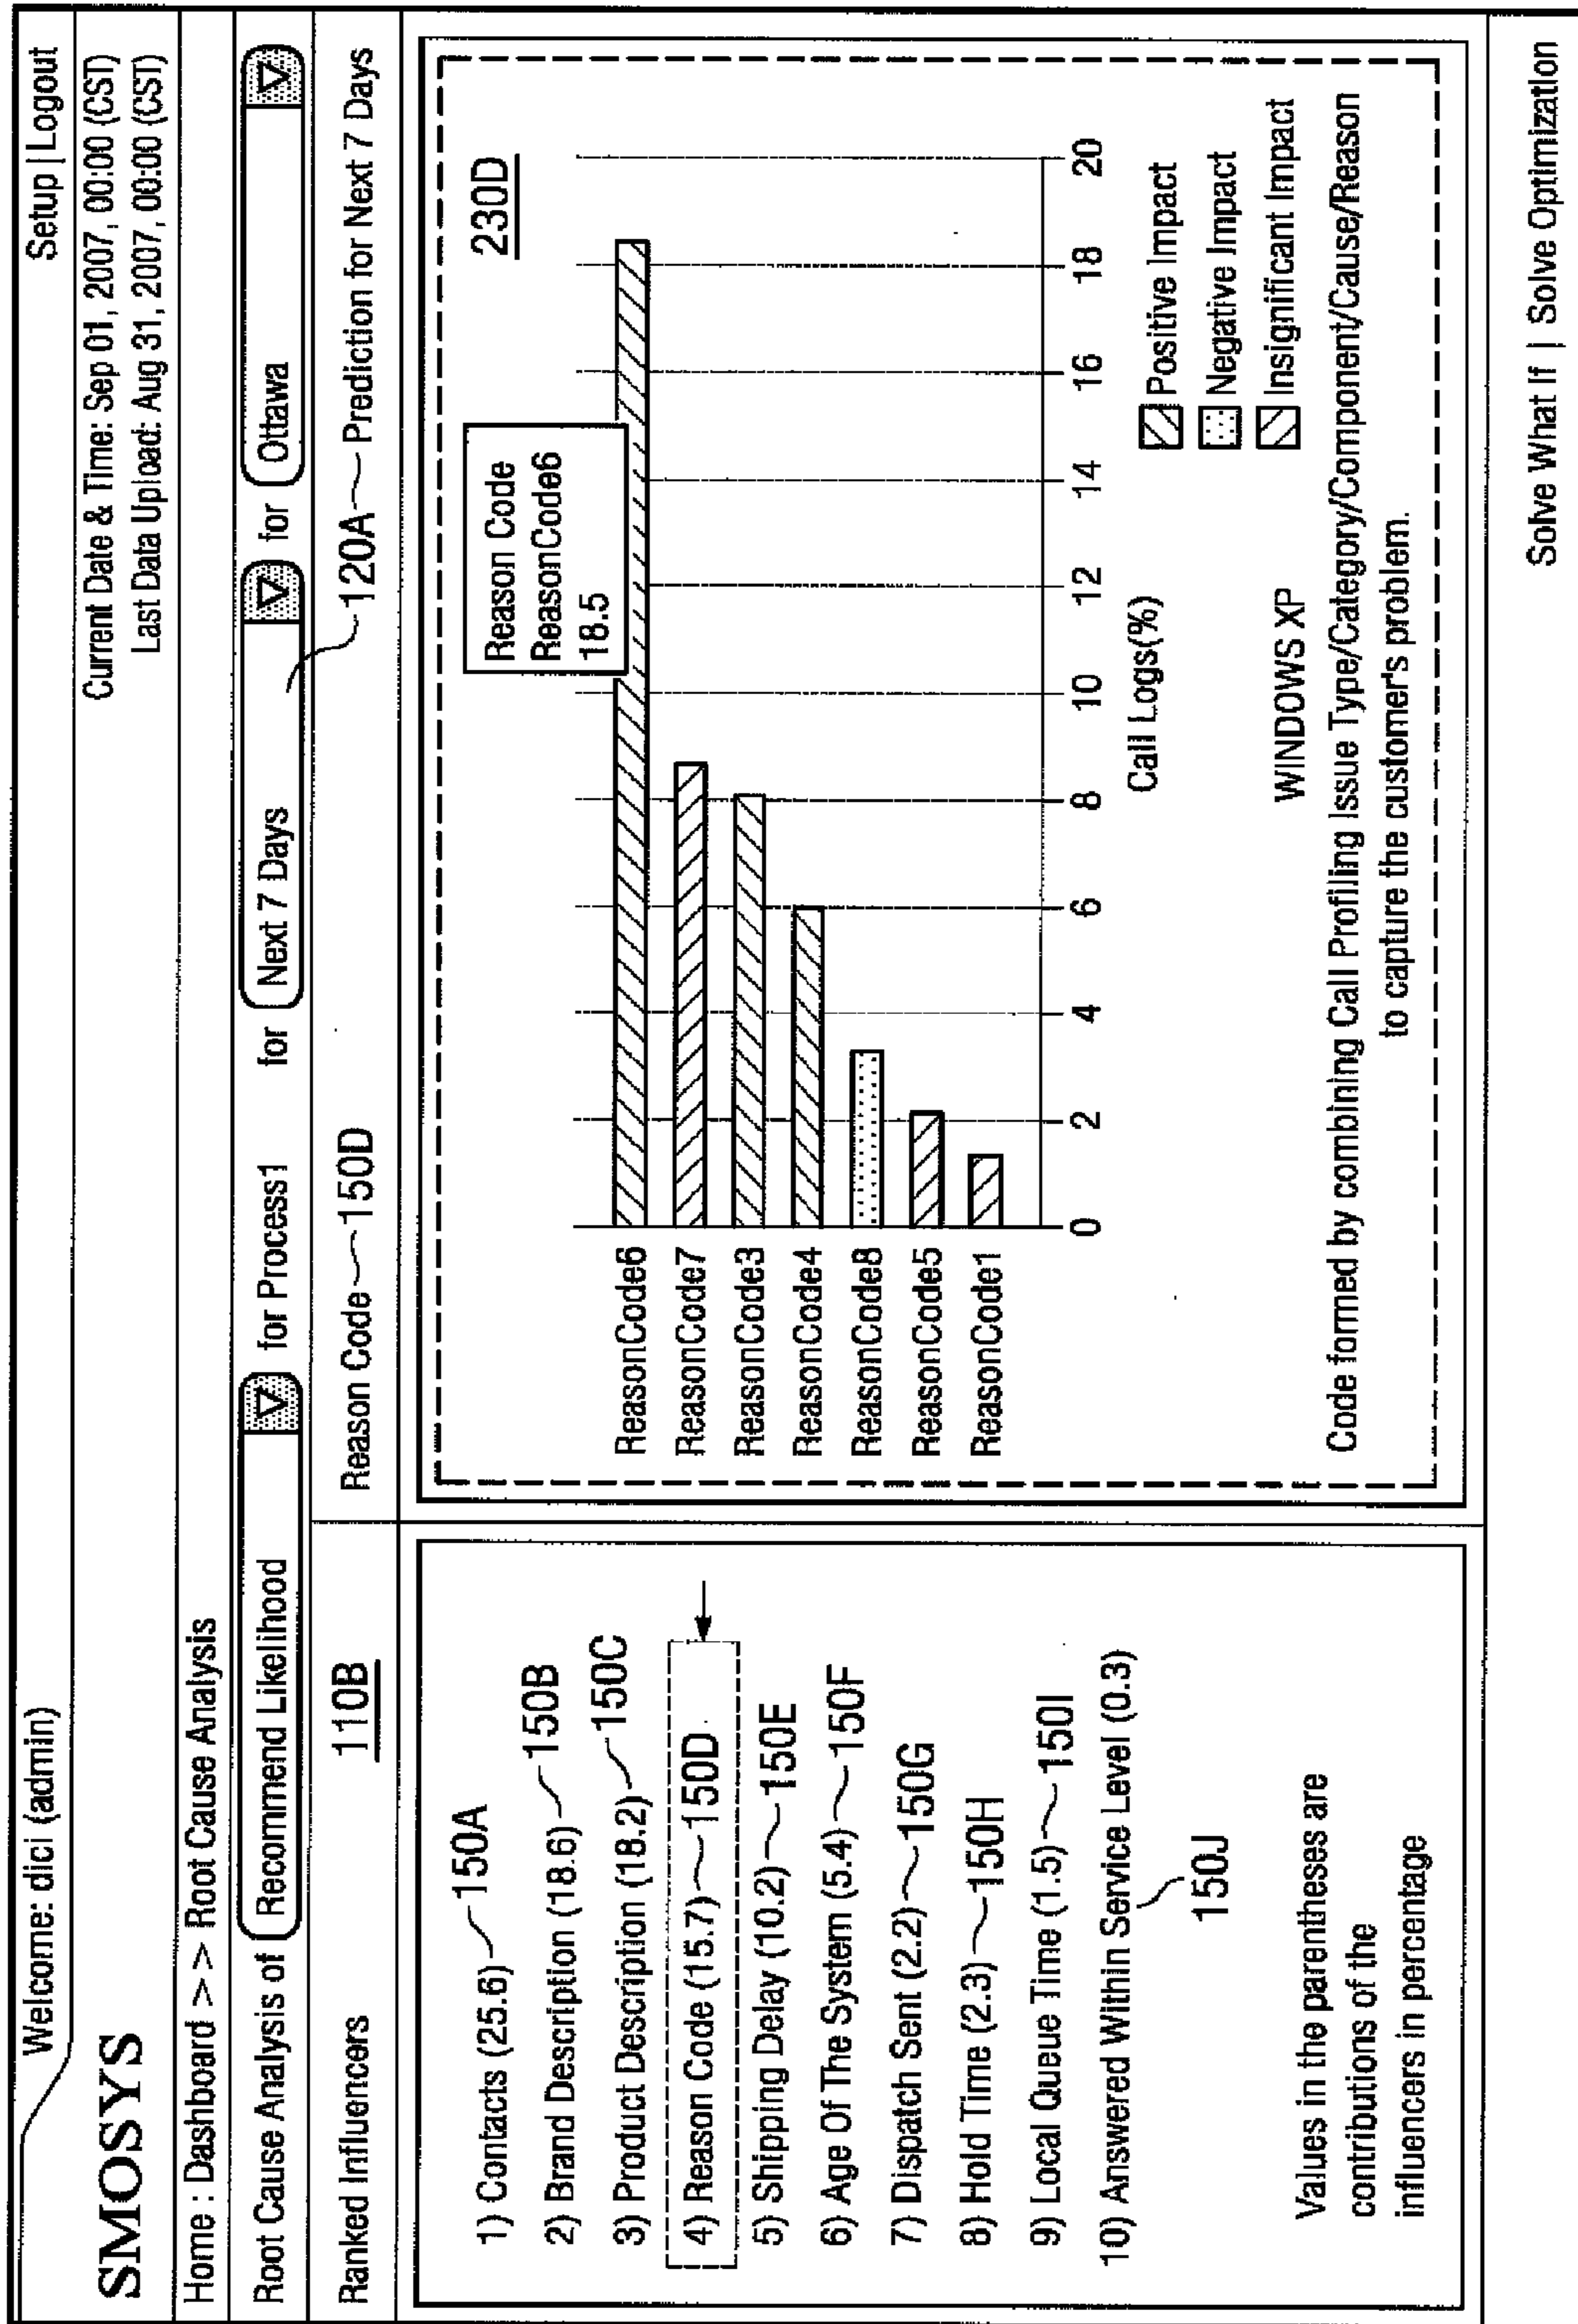 Welcome: dici (admin)
Setup | Logout
SMOSYS
Current Date & Time: Sep 01, 2007, 00:00 (CST)
Last Data Upload: Aug 31, 2007, 00:00 (CST)
Home : Dashboard > > Root Cause Analysis
Root Cause Analysis of Recommend Likelihood for Process1 for Next 7 Days for Ottawa
Ranked Influencers 110B
Reason Code 150D
120A Prediction for Next 7 Days
1) Contacts (25.6) 150A
2) Brand Description (18.6) 150B
3) Product Description (18.2) 150C
4) Reason Code (15.7) 150D
5) Shipping Delay (10.2) 150E
6) Age Of The System (5.4) 150F
7) Dispatch Sent (2.2) 150G
8) Hold Time (2.3) 150H
9) Local Queue Time (1.5) 150I
10) Answered Within Service Level (0.3)
150J
Values in the parentheses are
contributions of the
influencers in percentage
230D
Reason Code
ReasonCode6
18.5
ReasonCode6
ReasonCode7
ReasonCode3
ReasonCode4
ReasonCode8
ReasonCode5
ReasonCode1
0 2 4 6 8 10 12 14 16 18 20
Call Logs(%)
Positive Impact
Negative Impact
Insignificant Impact
WINDOWS XP
Code formed by combining Call Profiling Issue Type/Category/Component/Cause/Reason
to capture the customer's problem.
Solve What If | Solve Optimization